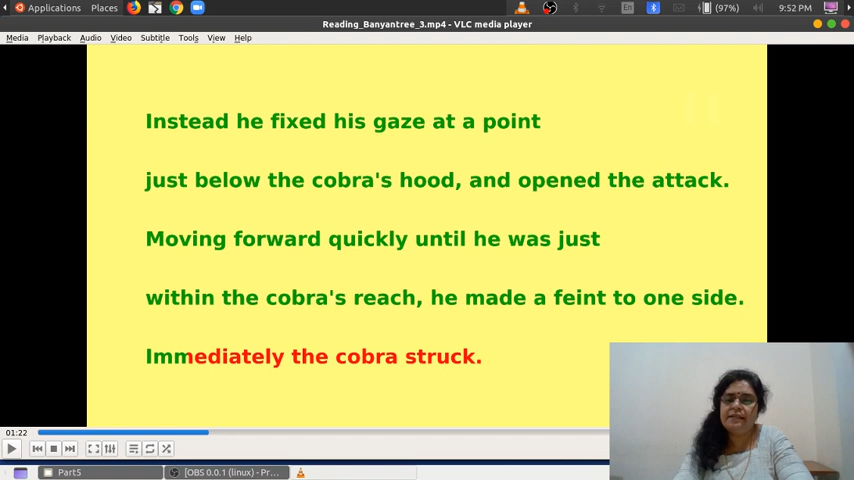 Applications Places En (97%) 9:52 PM
Reading_Banyantree_3.mp4 - VLC media player
Media Playback Audio Video Subtitle Tools View Help
Instead he fixed his gaze at a point
just below the cobra's hood, and opened the attack.
Moving forward quickly until he was just
within the cobra's reach, he made a feint to one side.
Immediately the cobra struck.
01:22
Part5 [OBS 0.0.1 (linux) - Pr...